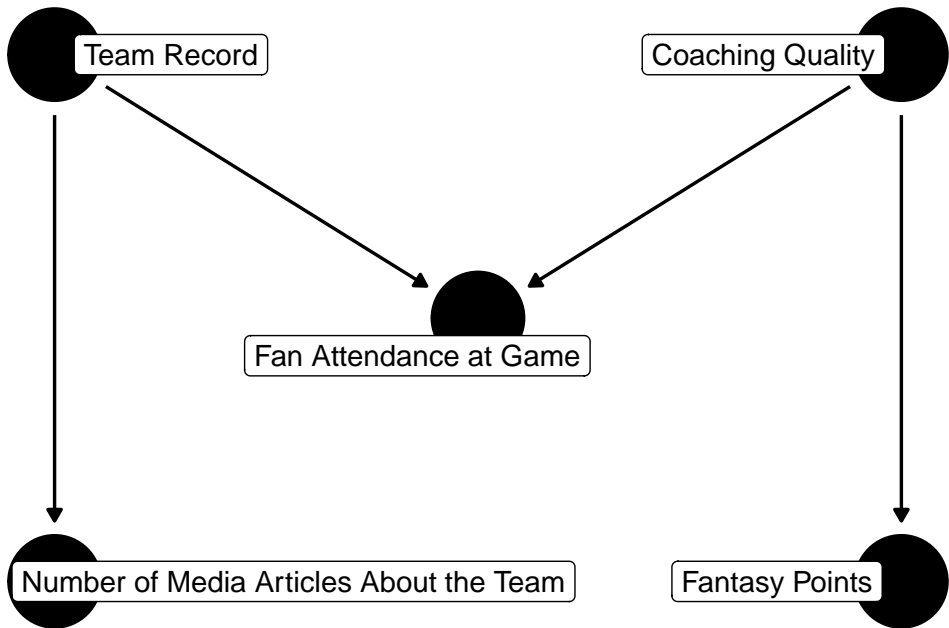 Team Record
Coaching Quality
Fan Attendance at Game
Number of Media Articles About the Team
Fantasy Points